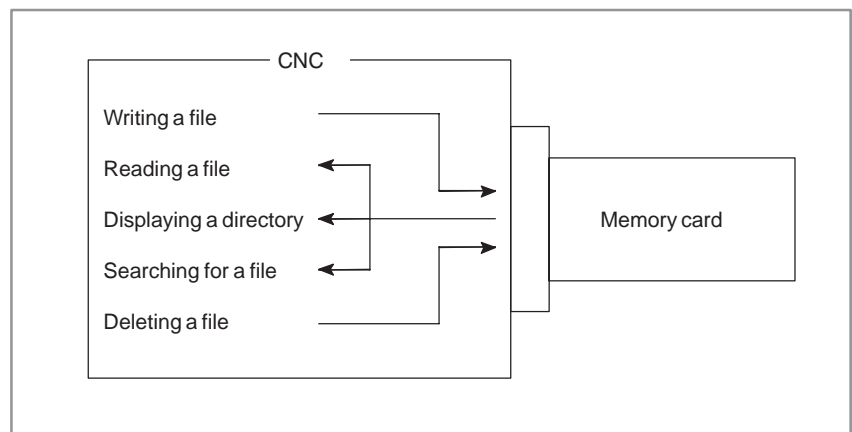 CNC
Writing a file
Reading a file
Displaying a directory
Memory card
Searching for a file
Deleting a file